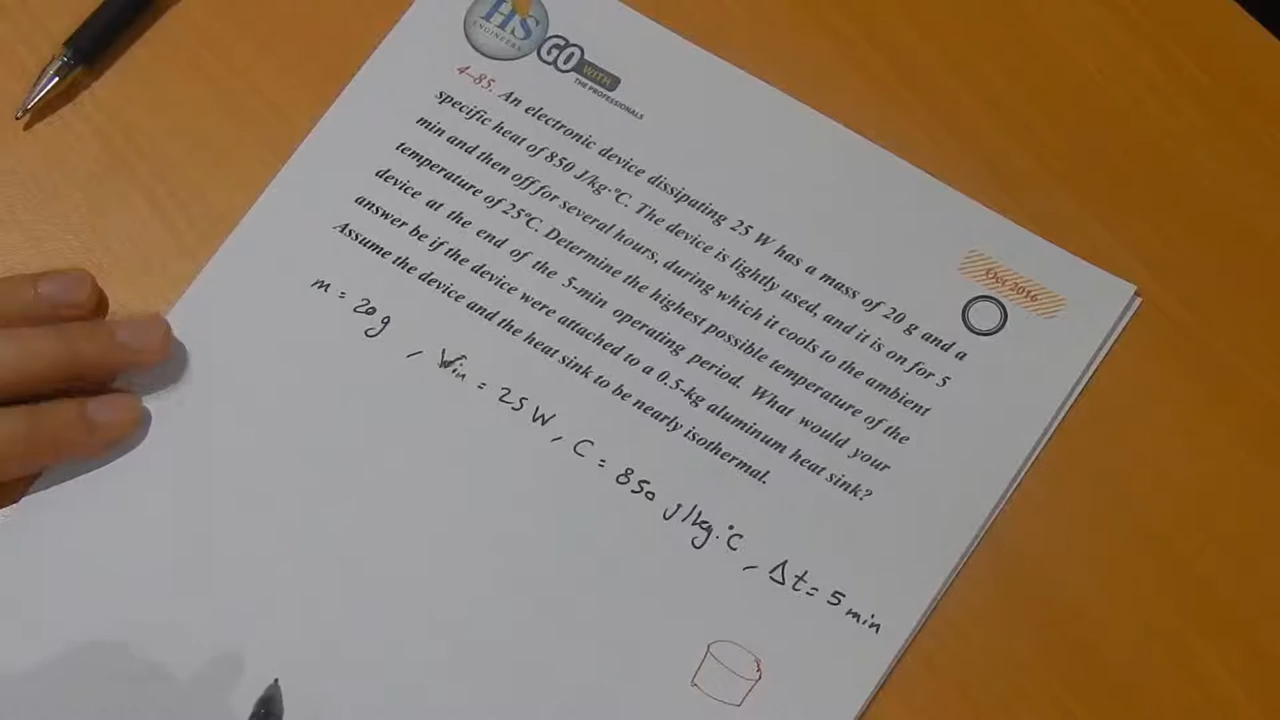 HS
ENGINEERS
GO
WITH
THE PROFESSIONALS
4–85. An electronic device dissipating 25 W has a mass of 20 g and a
specific heat of 850 J/kg·°C. The device is lightly used, and it is on for 5
min and then off for several hours, during which it cools to the ambient
temperature of 25°C. Determine the highest possible temperature of the
device at the end of the 5-min operating period. What would your
answer be if the device were attached to a 0.5-kg aluminum heat sink?
Assume the device and the heat sink to be nearly isothermal.
Oct 2016
m = 20g , Ẇin = 25 W , C = 850 J/kg.°C , Δt = 5 min